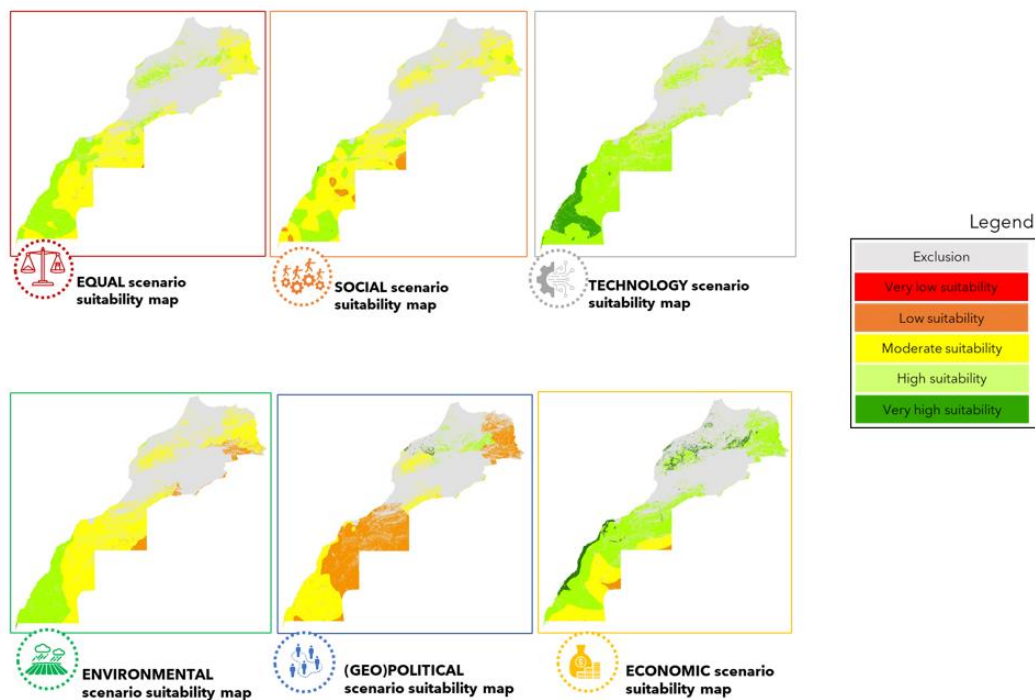 EQUAL scenario
suitability map
SOCIAL scenario
suitability map
TECHNOLOGY scenario
suitability map
Legend
Exclusion
Very low suitability
Low suitability
Moderate suitability
High suitability
Very high suitability
ENVIRONMENTAL
scenario suitability map
(GEO)POLITICAL
scenario suitability map
ECONOMIC scenario
suitability map